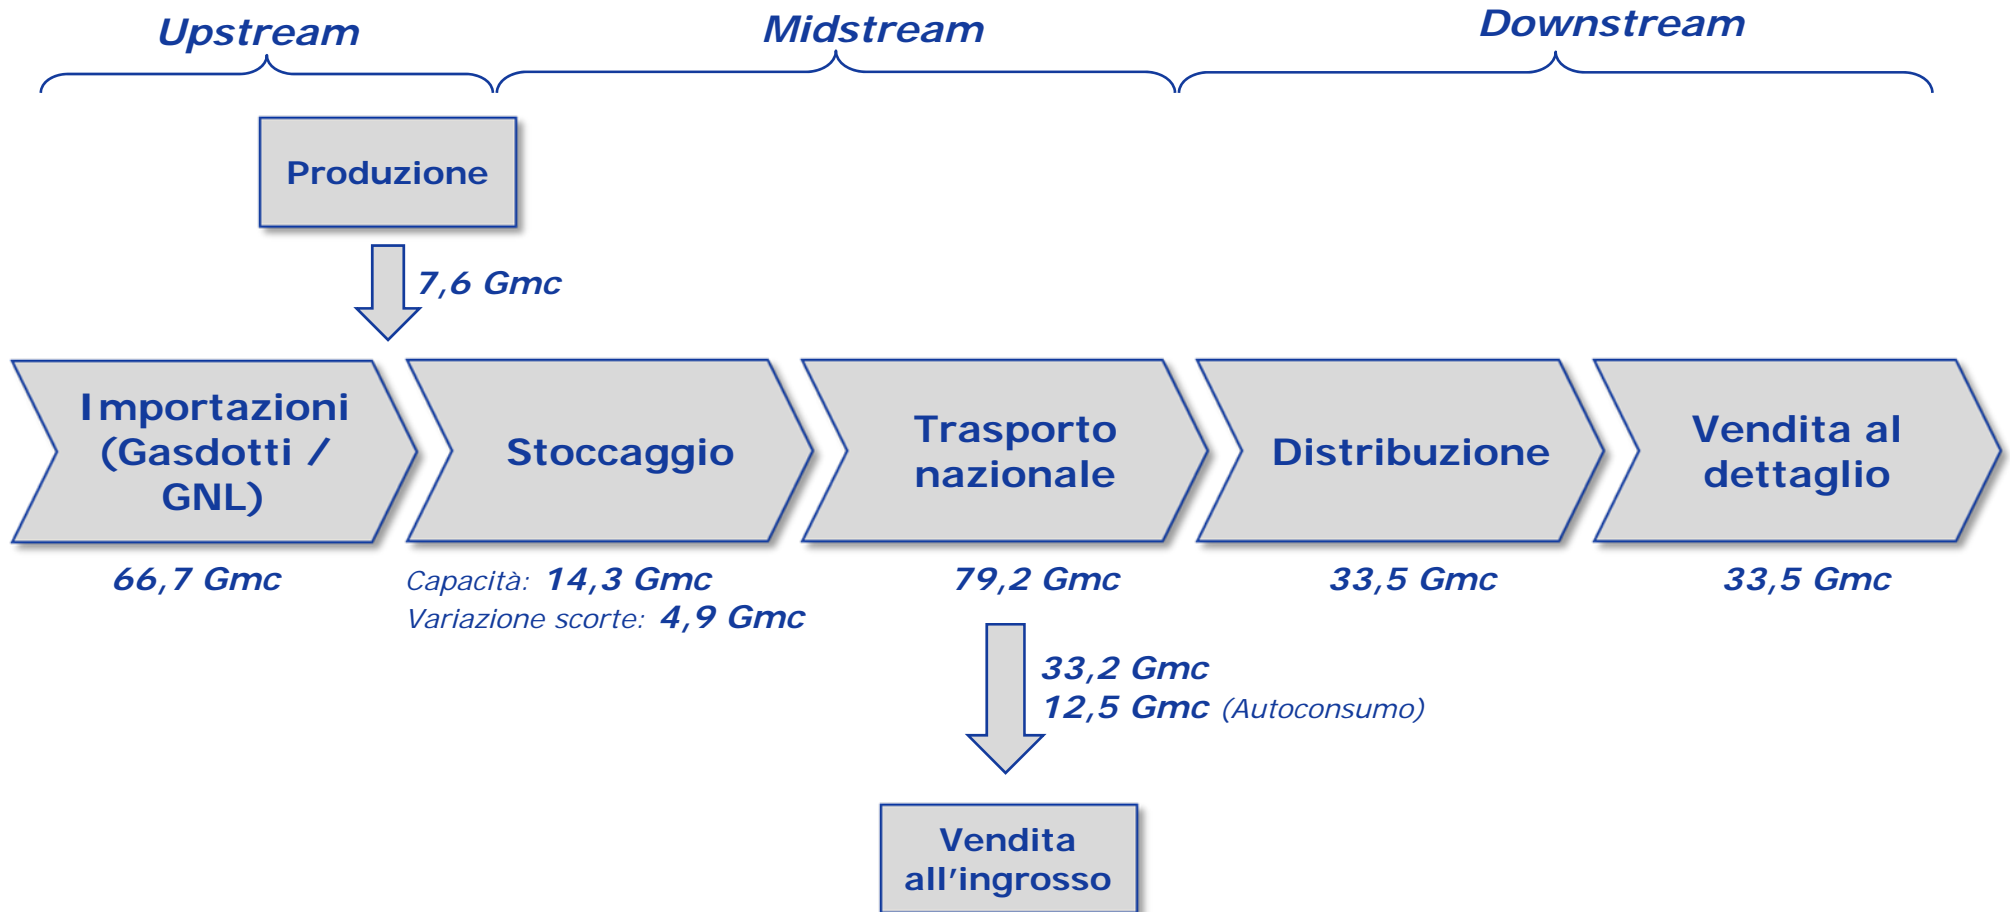 Upstream
Midstream
Downstream
Produzione
7,6 Gmc
Importazioni
(Gasdotti /
GNL)
Stoccaggio
Trasporto
nazionale
Distribuzione
Vendita al
dettaglio
66,7 Gmc
Capacità: 14,3 Gmc
Variazione scorte: 4,9 Gmc
79,2 Gmc
33,5 Gmc
33,5 Gmc
33,2 Gmc
12,5 Gmc (Autoconsumo)
Vendita
all’ingrosso